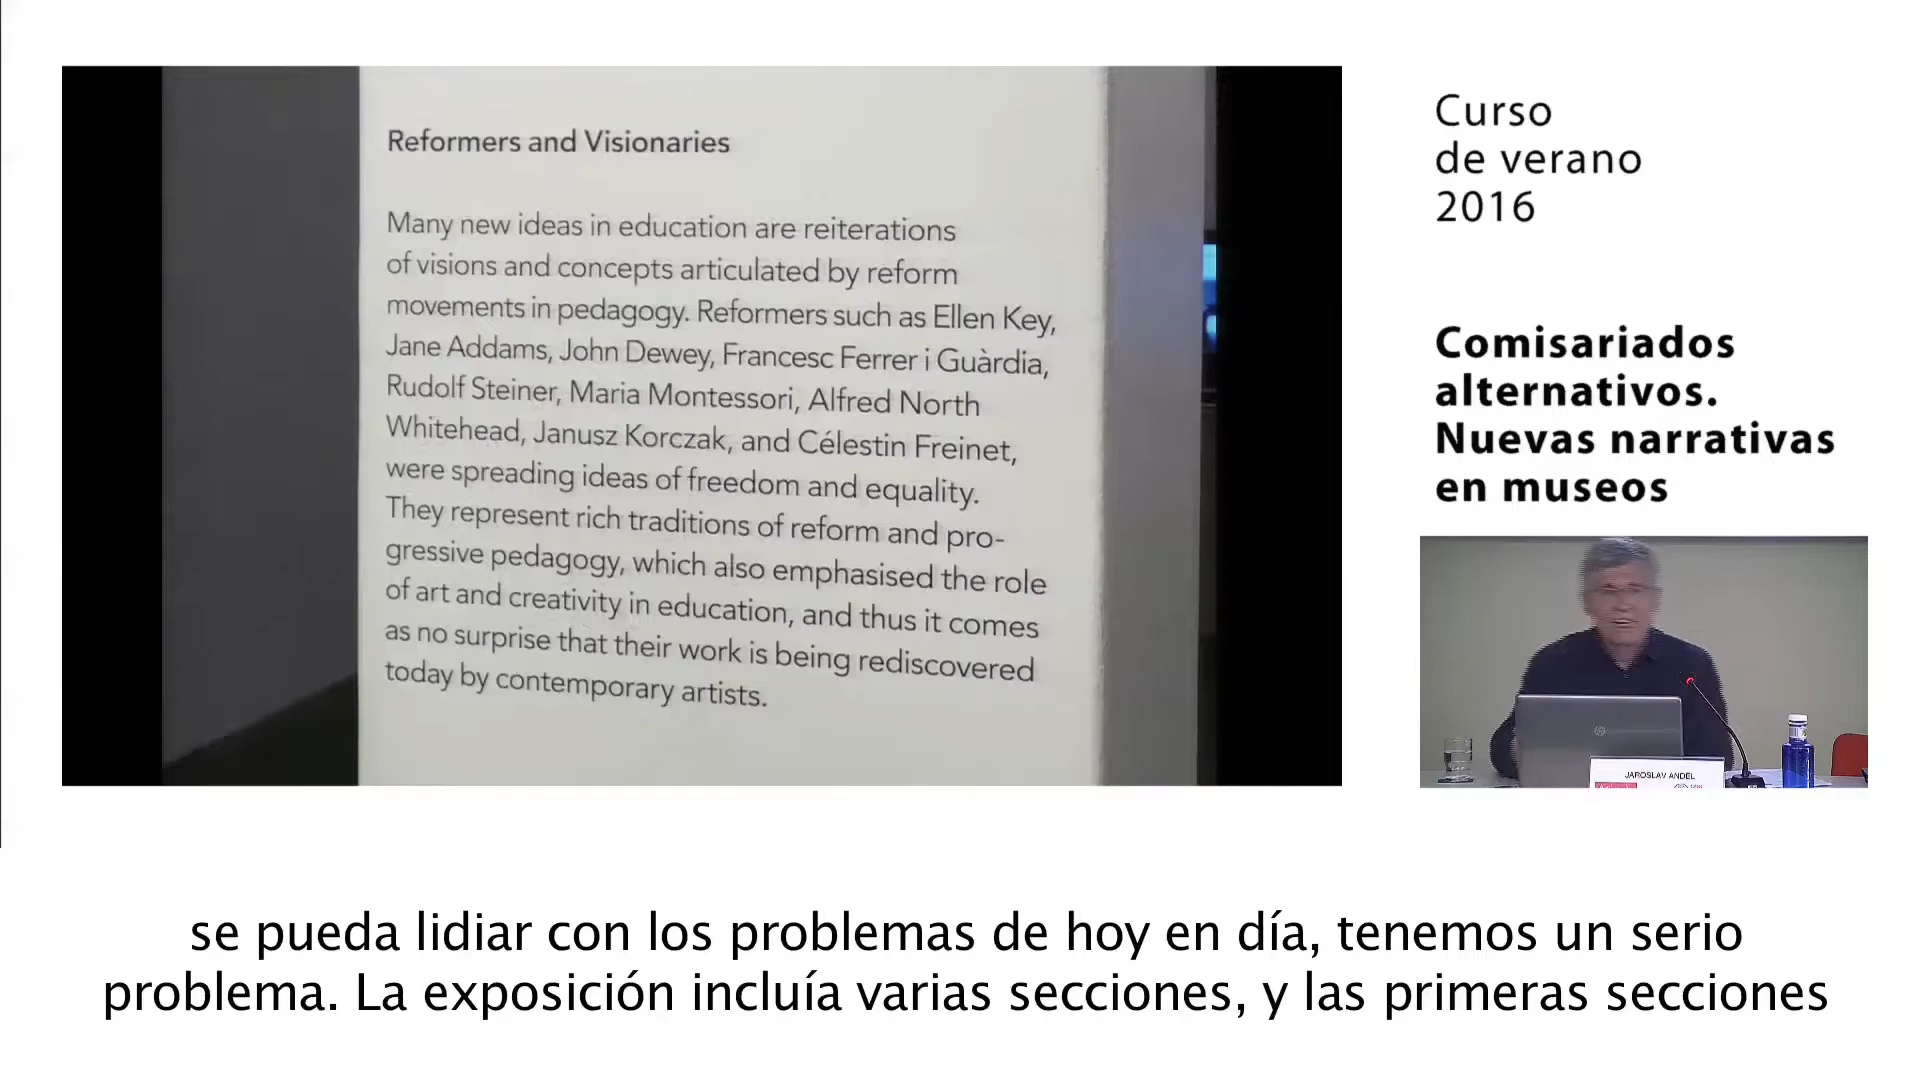 Reformers and Visionaries
Many new ideas in education are reiterations
of visions and concepts articulated by reform
movements in pedagogy. Reformers such as Ellen Key,
Jane Addams, John Dewey, Francesc Ferrer i Guàrdia,
Rudolf Steiner, Maria Montessori, Alfred North
Whitehead, Janusz Korczak, and Célestin Freinet,
were spreading ideas of freedom and equality.
They represent rich traditions of reform and pro-
gressive pedagogy, which also emphasised the role
of art and creativity in education, and thus it comes
as no surprise that their work is being rediscovered
today by contemporary artists.
Curso
de verano
2016
Comisariados
alternativos.
Nuevas narrativas
en museos
JAROSLAV ANDEL
se pueda lidiar con los problemas de hoy en día, tenemos un serio
problema. La exposición incluía varias secciones, y las primeras secciones